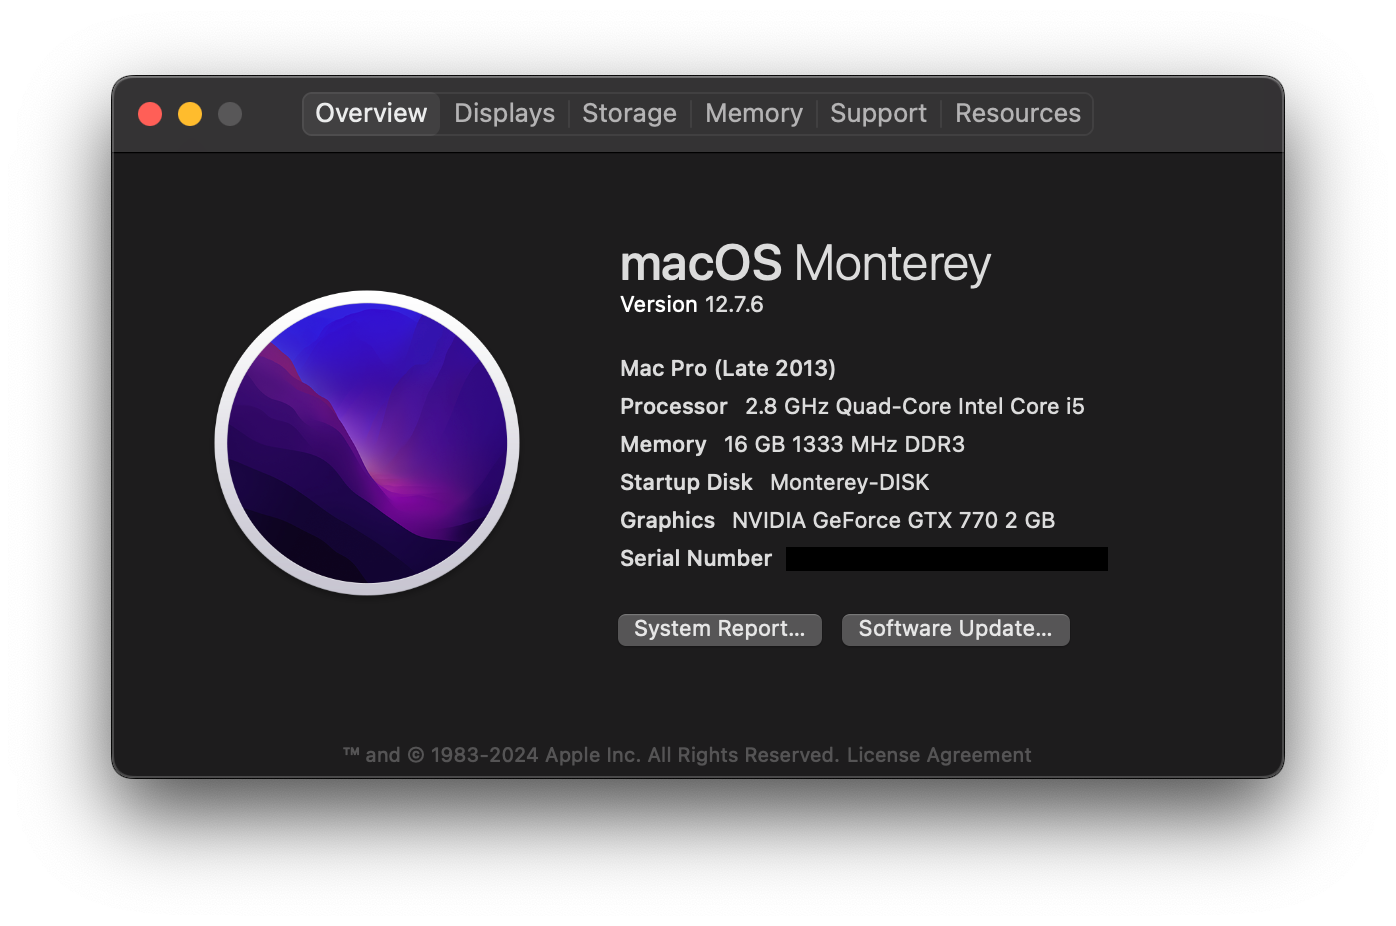 Overview Displays Storage Memory Support Resources
macOS Monterey
Version 12.7.6
Mac Pro (Late 2013)
Processor 2.8 GHz Quad-Core Intel Core i5
Memory 16 GB 1333 MHz DDR3
Startup Disk Monterey-DISK
Graphics NVIDIA GeForce GTX 770 2 GB
Serial Number
System Report... Software Update...
™ and © 1983-2024 Apple Inc. All Rights Reserved. License Agreement